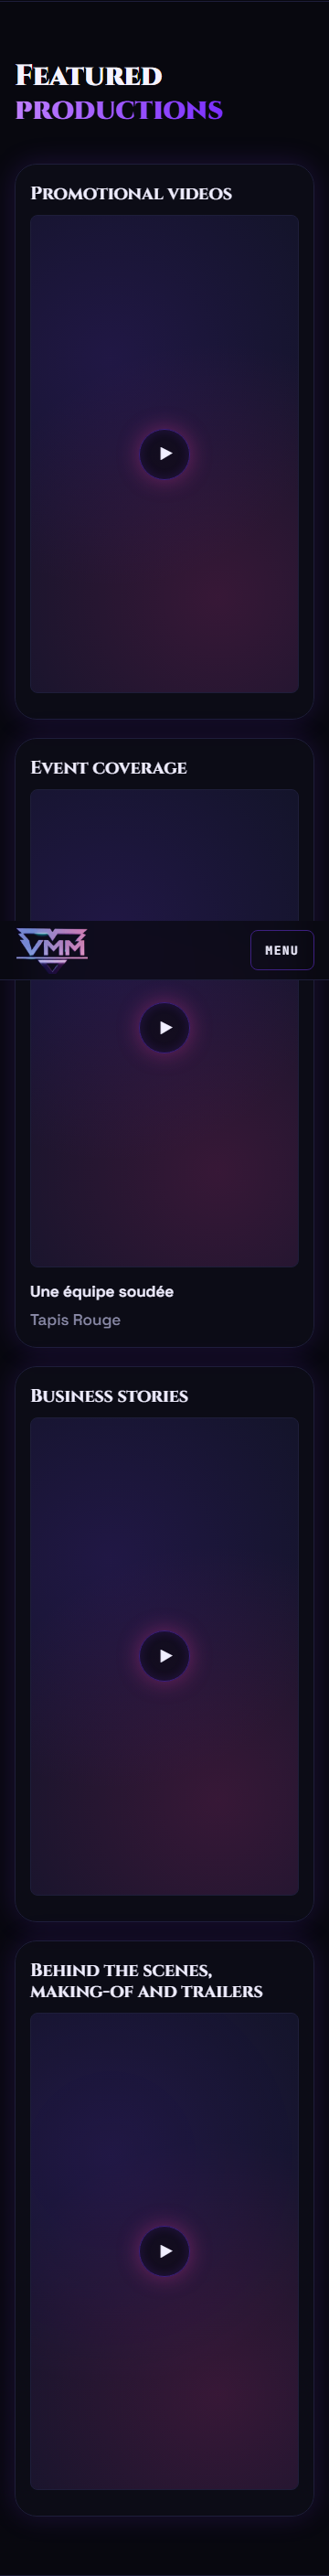 Featured
productions
Promotional videos
Event coverage
VMM
MENU
Une équipe soudée
Tapis Rouge
Business stories
Behind the scenes,
making-of and trailers